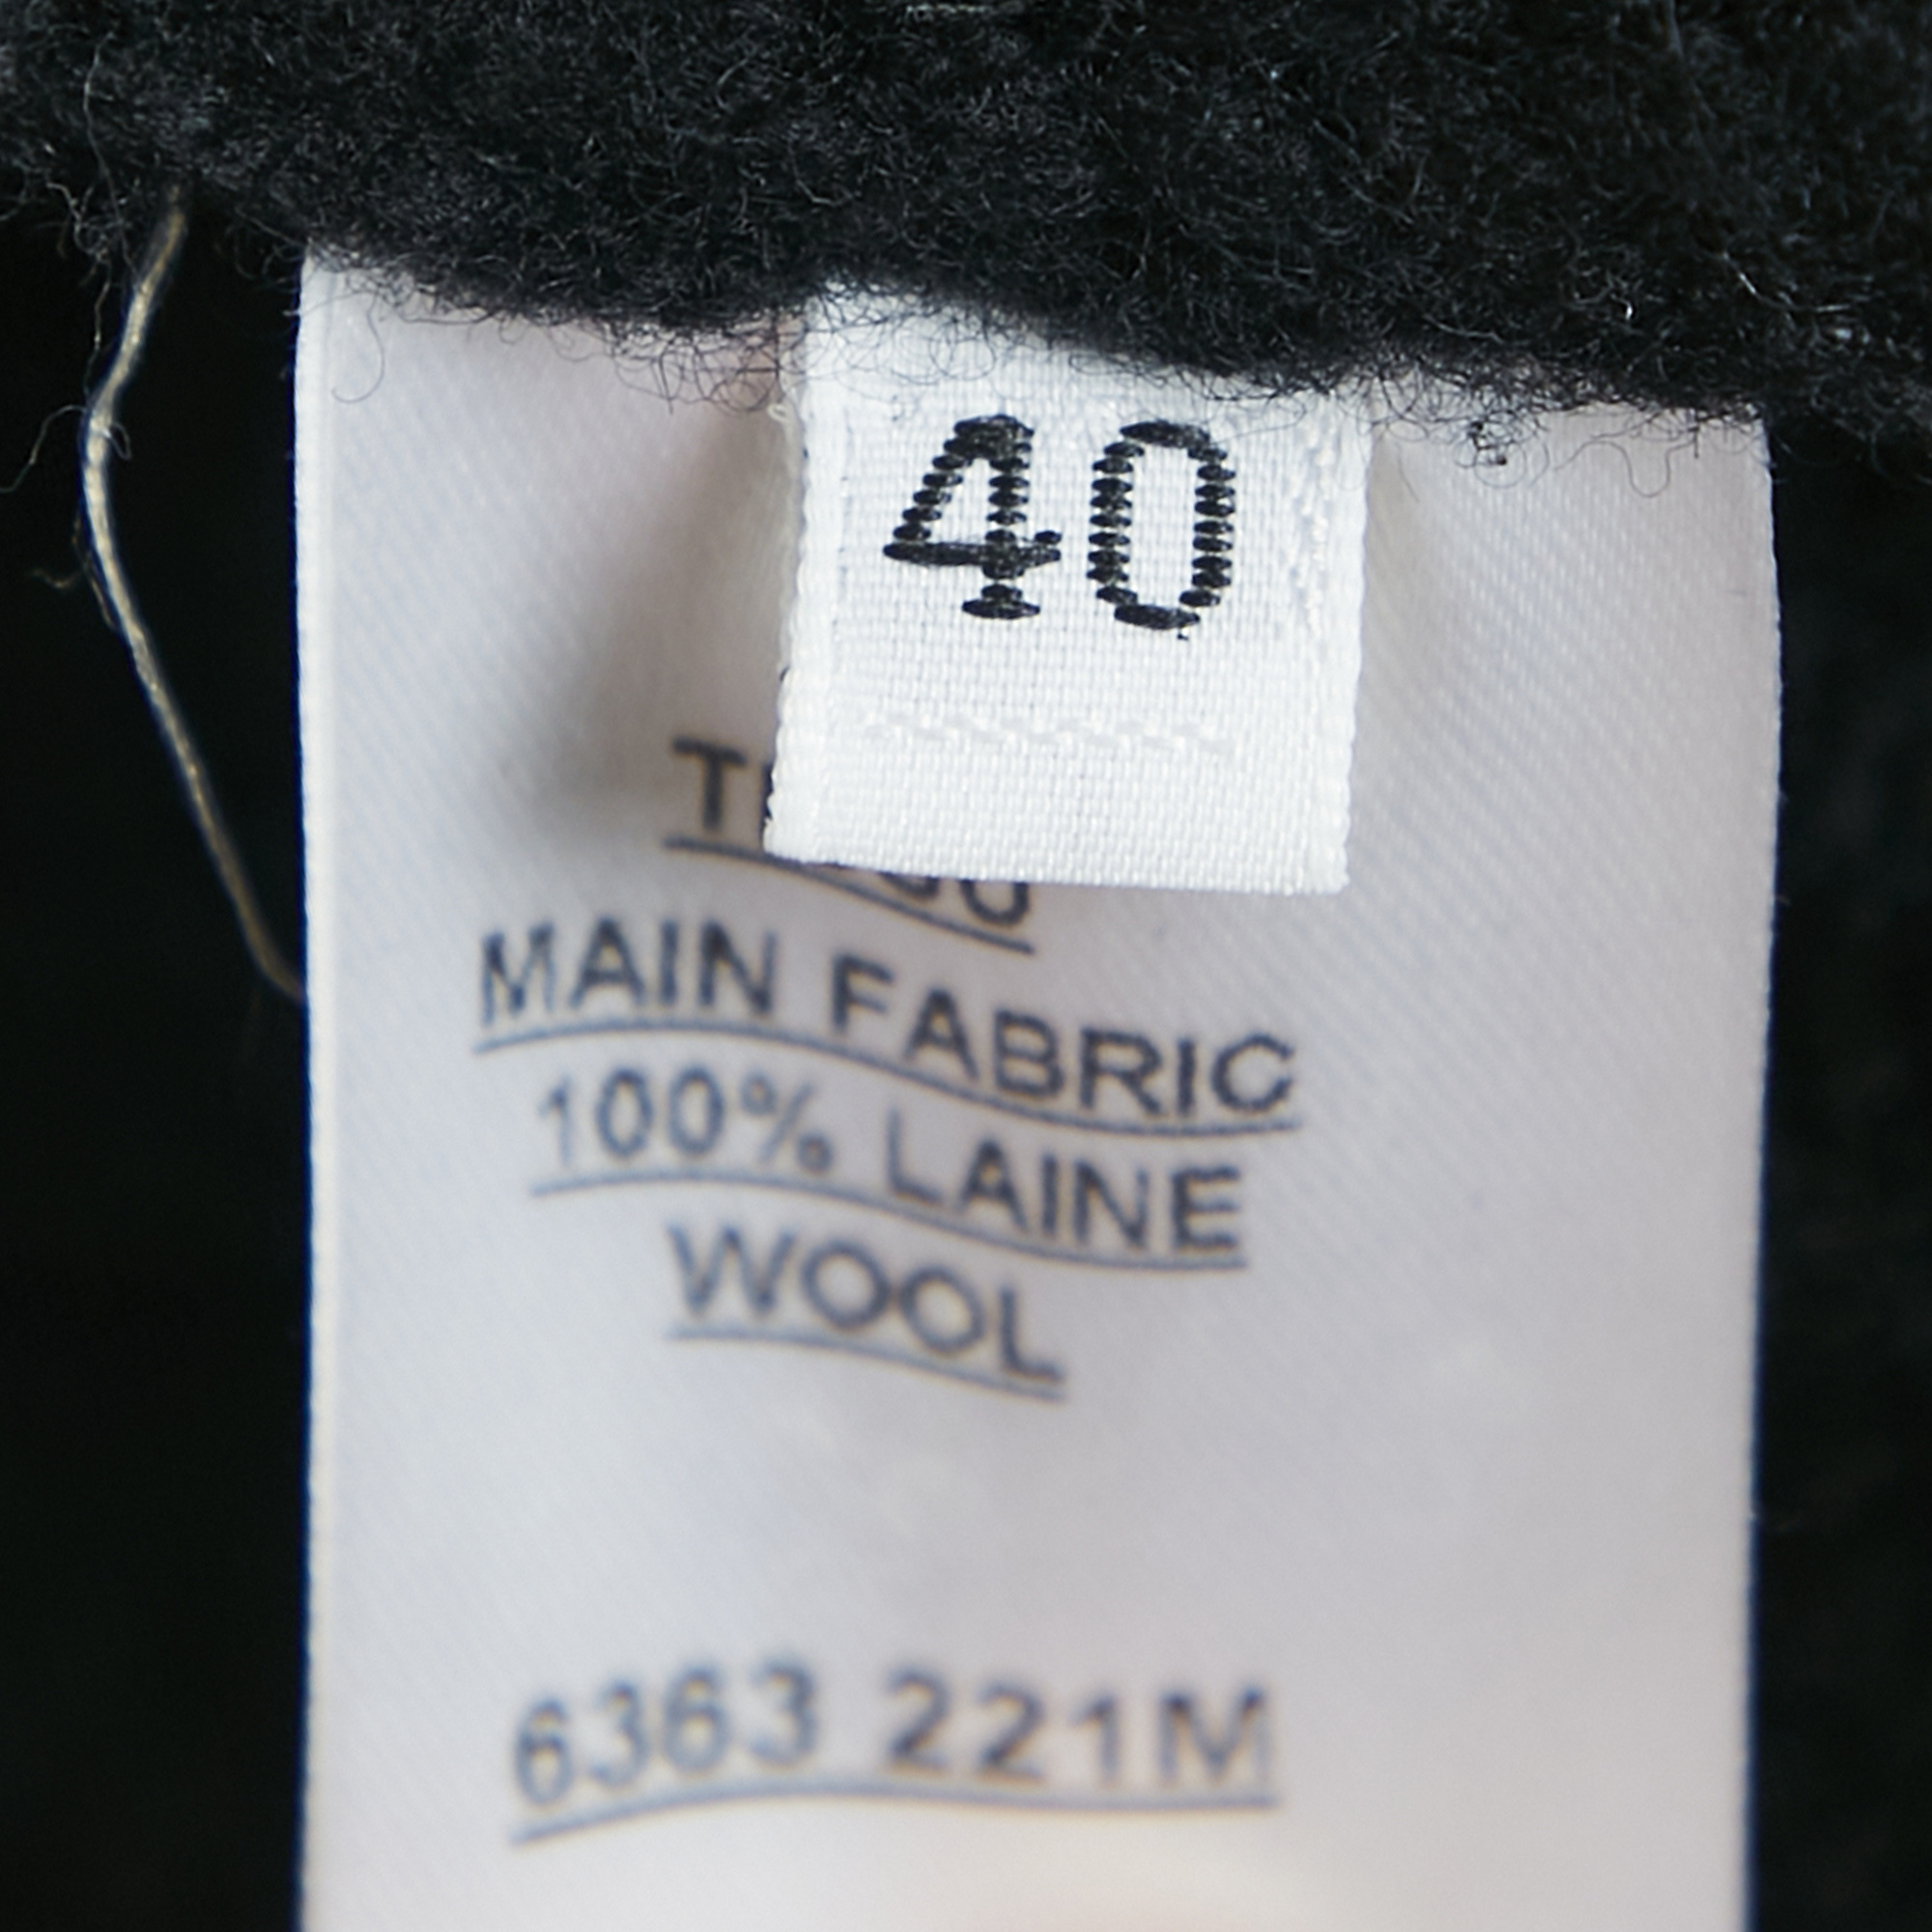 40
MAIN FABRIC
100% LAINE
WOOL
6363 221M